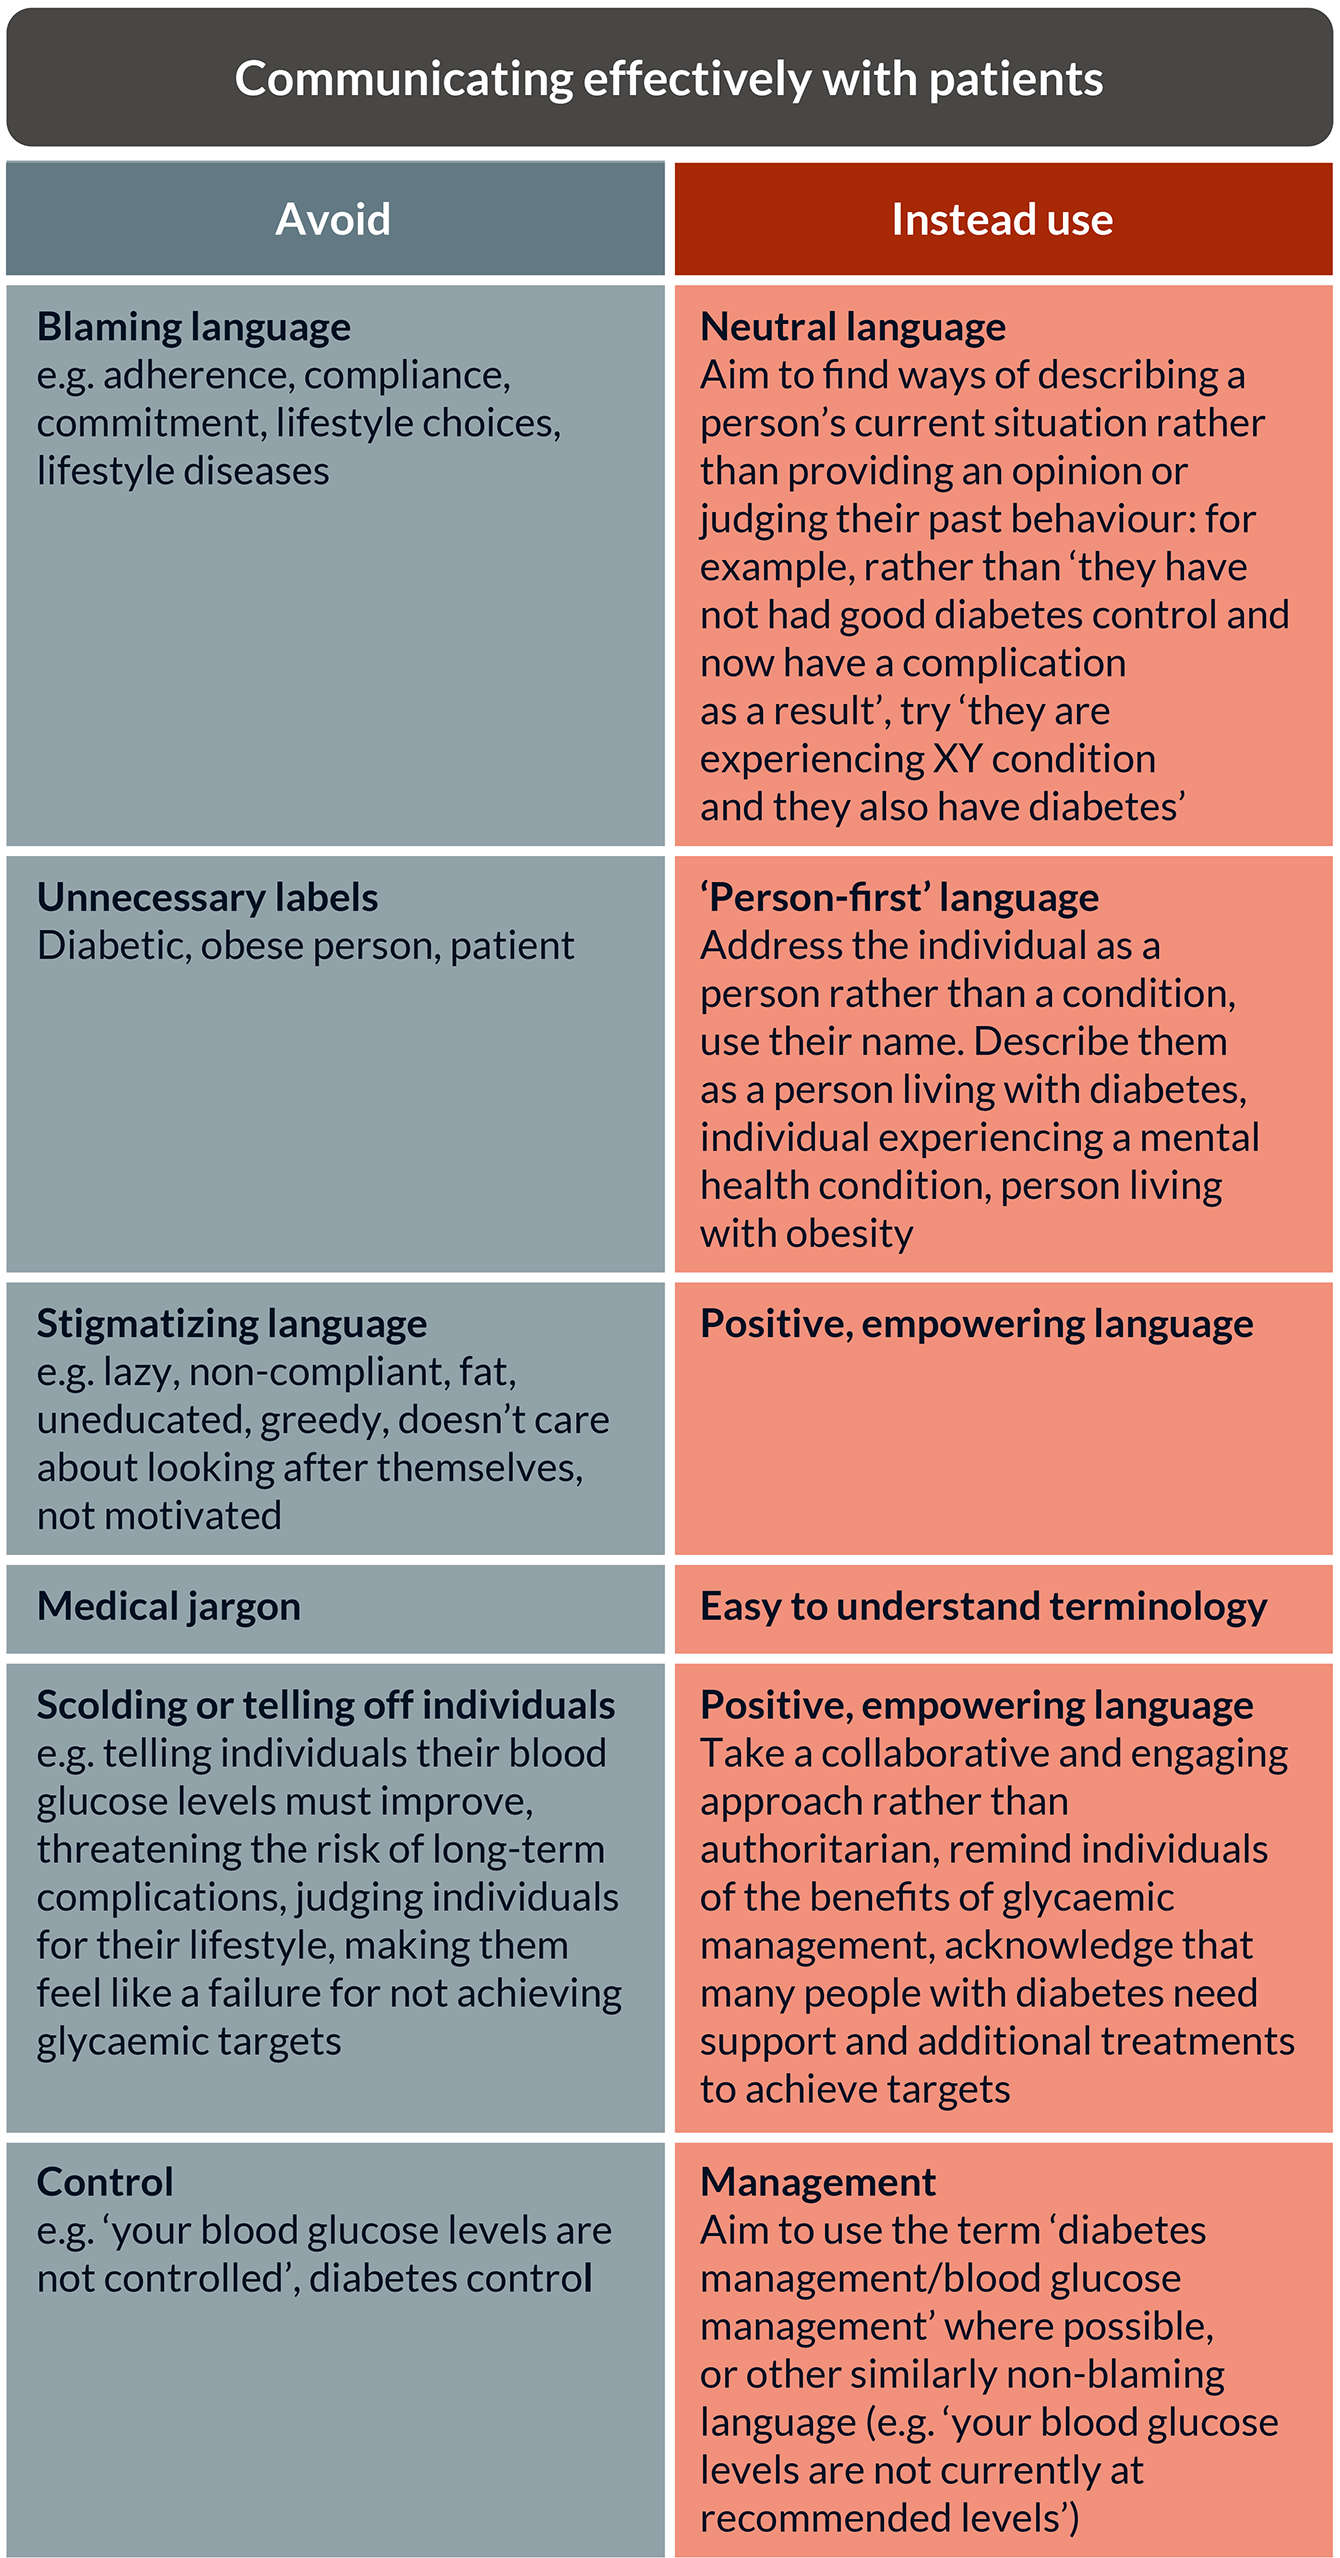 Communicating effectively with patients
Avoid
Instead use
Blaming language
e.g. adherence, compliance,
commitment, lifestyle choices,
lifestyle diseases
Neutral language
Aim to find ways of describing a
person’s current situation rather
than providing an opinion or
judging their past behaviour: for
example, rather than ‘they have
not had good diabetes control and
now have a complication
as a result’, try ‘they are
experiencing XY condition
and they also have diabetes’
Unnecessary labels
Diabetic, obese person, patient
‘Person-first’ language
Address the individual as a
person rather than a condition,
use their name. Describe them
as a person living with diabetes,
individual experiencing a mental
health condition, person living
with obesity
Stigmatizing language
e.g. lazy, non-compliant, fat,
uneducated, greedy, doesn’t care
about looking after themselves,
not motivated
Positive, empowering language
Medical jargon
Easy to understand terminology
Scolding or telling off individuals
e.g. telling individuals their blood
glucose levels must improve,
threatening the risk of long-term
complications, judging individuals
for their lifestyle, making them
feel like a failure for not achieving
glycaemic targets
Positive, empowering language
Take a collaborative and engaging
approach rather than
authoritarian, remind individuals
of the benefits of glycaemic
management, acknowledge that
many people with diabetes need
support and additional treatments
to achieve targets
Control
e.g. ‘your blood glucose levels are
not controlled’, diabetes control
Management
Aim to use the term ‘diabetes
management/blood glucose
management’ where possible,
or other similarly non-blaming
language (e.g. ‘your blood glucose
levels are not currently at
recommended levels’)